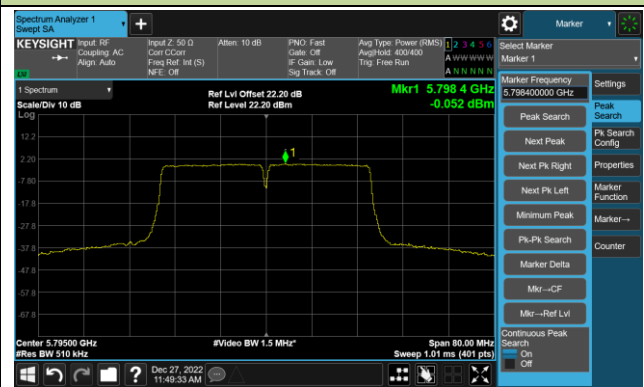 Spectrum Analyzer 1
Swept SA
Marker
KEYSIGHT
Input: RF
Coupling: AC
Align: Auto
Input Z: 50 Ω
Corr CCorr
Freq Ref: Int (S)
NFE: Off
Atten: 10 dB
PNO: Fast
Gate: Off
IF Gain: Low
Sig Track: Off
Avg Type: Power (RMS)
Avg|Hold: 400/400
Trig: Free Run
1 2 3 4 5 6
A W W W W W
A N N N N N
Select Marker
Marker 1
1 Spectrum
Scale/Div 10 dB
Log
Ref Lvl Offset 22.20 dB
Ref Level 22.20 dBm
Mkr1 5.798 4 GHz
-0.052 dBm
12.2
2.20
-7.80
-17.8
-27.8
-37.8
-47.8
-57.8
-67.8
1
Center 5.79500 GHz
#Res BW 510 kHz
#Video BW 1.5 MHz*
Span 80.00 MHz
Sweep 1.01 ms (401 pts)
Marker Frequency
5.798400000 GHz
Peak Search
Next Peak
Next Pk Right
Next Pk Left
Minimum Peak
Pk-Pk Search
Marker Delta
Mkr→CF
Mkr→Ref Lvl
Continuous Peak
Search
On
Off
Settings
Peak
Search
Pk Search
Config
Properties
Marker
Function
Marker→
Counter
Dec 27, 2022
11:49:33 AM